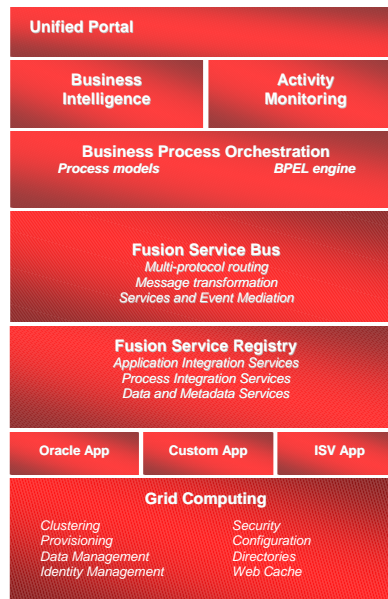 Unified Portal
Business
Intelligence
Activity
Monitoring
Business Process Orchestration
Process models BPEL engine
Fusion Service Bus
Multi-protocol routing
Message transformation
Services and Event Mediation
Fusion Service Registry
Application Integration Services
Process Integration Services
Data and Metadata Services
Oracle App Custom App ISV App
Grid Computing
Clustering Security
Provisioning Configuration
Data Management Directories
Identity Management Web Cache